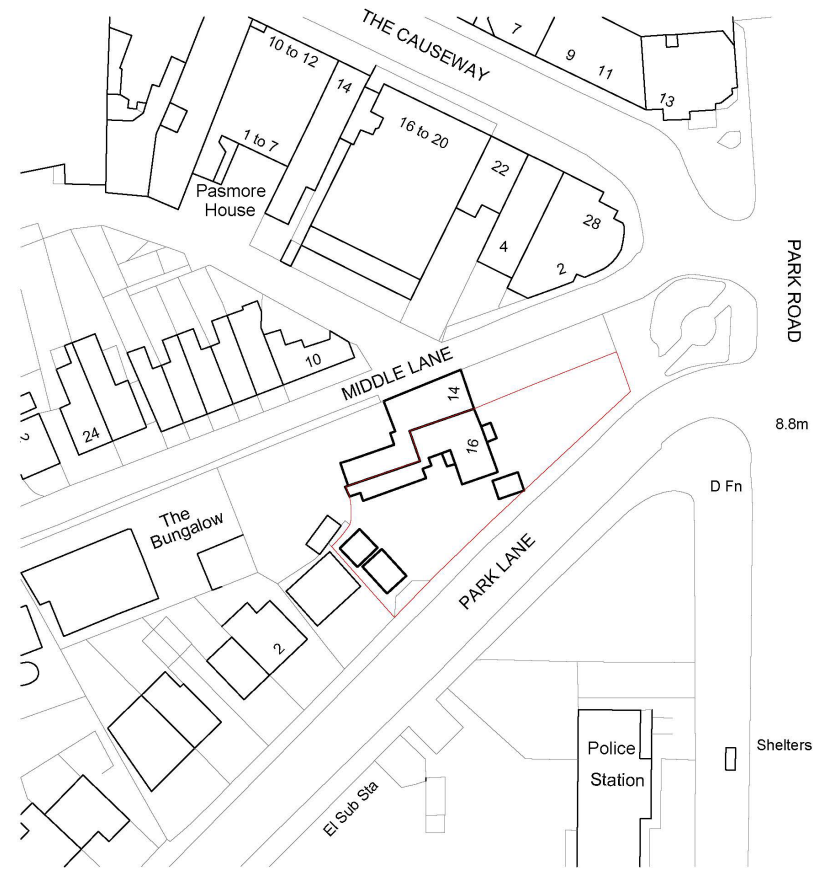 THE CAUSEWAY
7
9
11
13
10 to 12
14
1 to 7
16 to 20
22
4
28
2
Pasmore
House
PARK ROAD
MIDDLE LANE
10
24
2
14
16
8.8m
D Fn
The
Bungalow
PARK LANE
2
Police
Station
Shelters
El Sub Sta